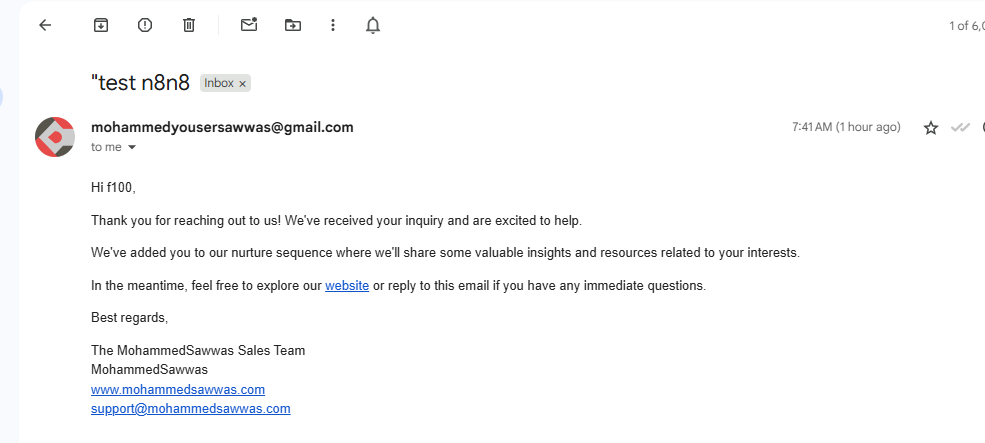 1 of 6,0
"test n8n8 Inbox ×
mohammedyousersawwas@gmail.com 7:41 AM (1 hour ago)
to me
Hi f100,
Thank you for reaching out to us! We've received your inquiry and are excited to help.
We've added you to our nurture sequence where we'll share some valuable insights and resources related to your interests.
In the meantime, feel free to explore our website or reply to this email if you have any immediate questions.
Best regards,
The MohammedSawwas Sales Team
MohammedSawwas
www.mohammedsawwas.com
support@mohammedsawwas.com